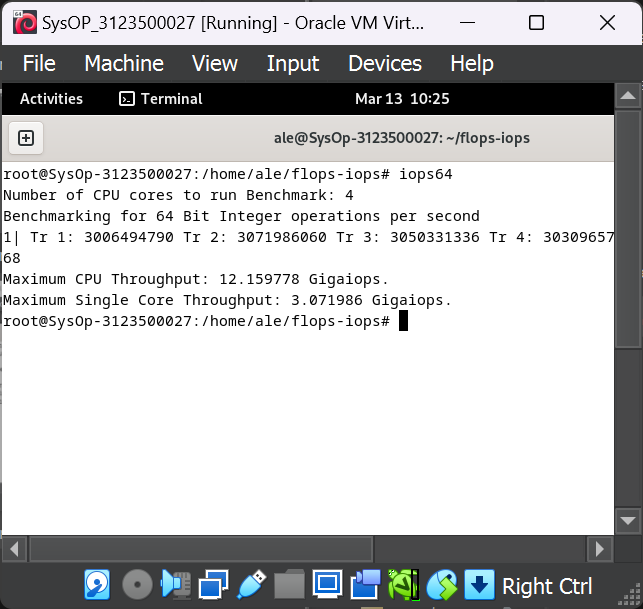 SysOP_3123500027 [Running] - Oracle VM Virt...
File Machine View Input Devices Help
Activities Terminal Mar 13 10:25
ale@SysOp-3123500027: ~/flops-iops
root@SysOp-3123500027:/home/ale/flops-iops# iops64
Number of CPU cores to run Benchmark: 4
Benchmarking for 64 Bit Integer operations per second
1| Tr 1: 3006494790 Tr 2: 3071986060 Tr 3: 3050331336 Tr 4: 30309657
68
Maximum CPU Throughput: 12.159778 Gigaiops.
Maximum Single Core Throughput: 3.071986 Gigaiops.
root@SysOp-3123500027:/home/ale/flops-iops#
Right Ctrl